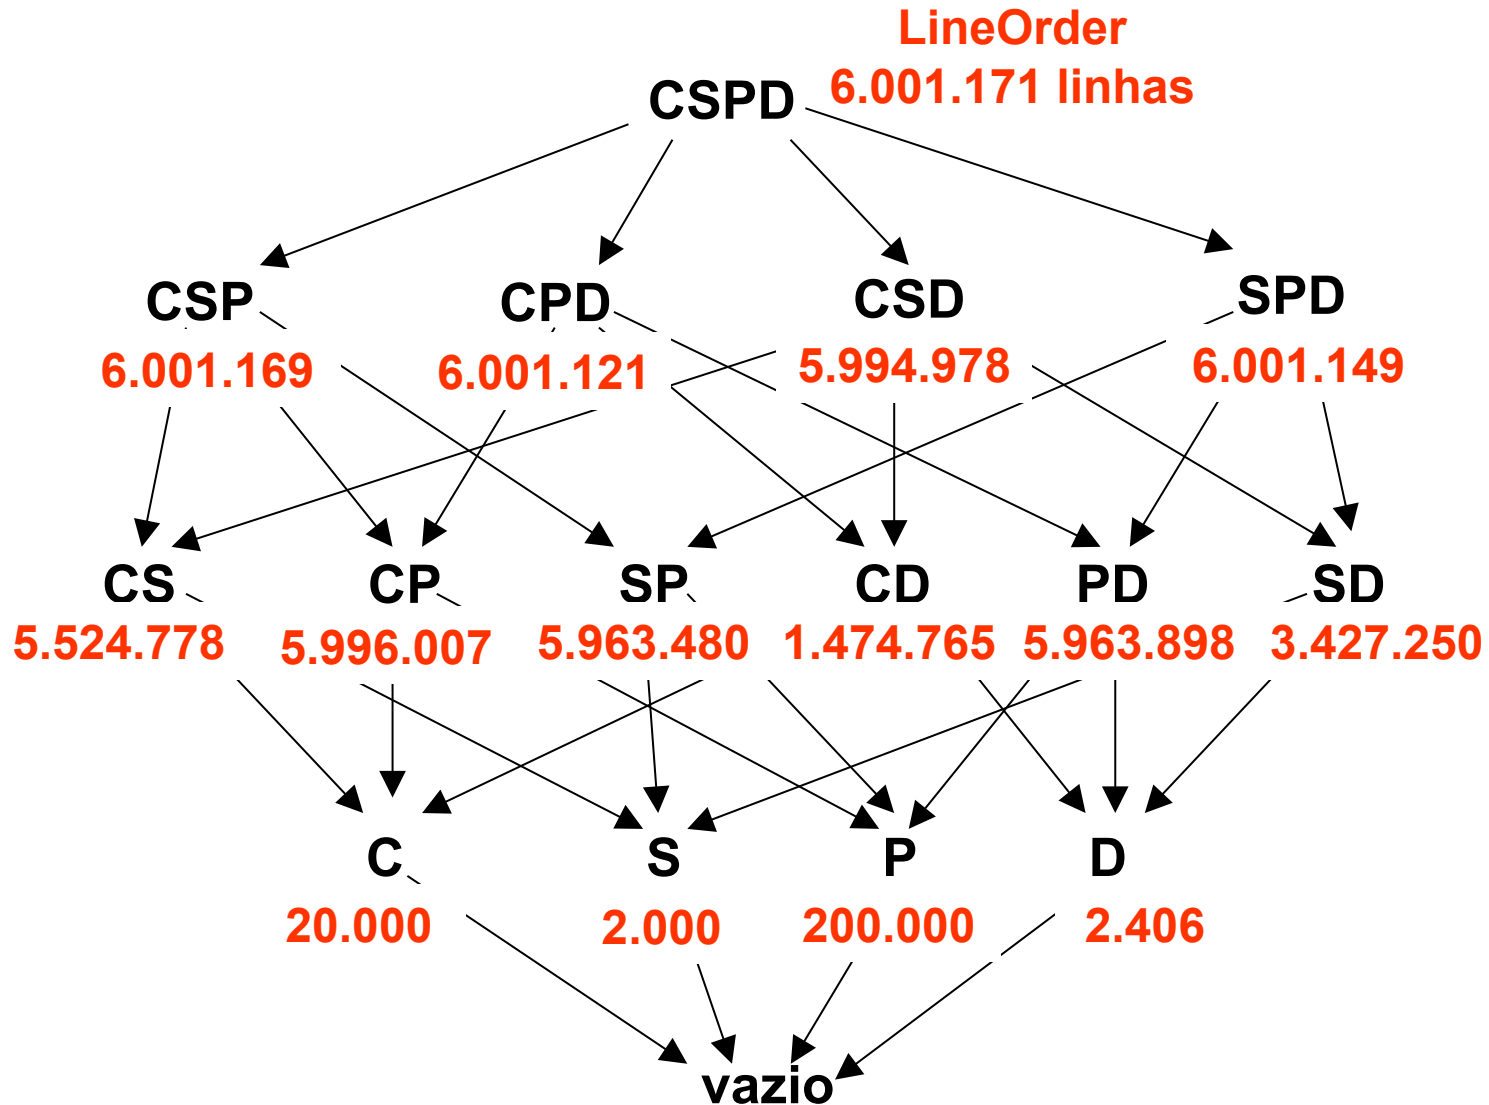 LineOrder
6.001.171 linhas
CSPD
CSP
CPD
CSD
SPD
6.001.169
6.001.121
5.994.978
6.001.149
CS
CP
SP
CD
PD
SD
5.524.778
5.996.007
5.963.480
1.474.765
5.963.898
3.427.250
C
S
P
D
20.000
2.000
200.000
2.406
vazio